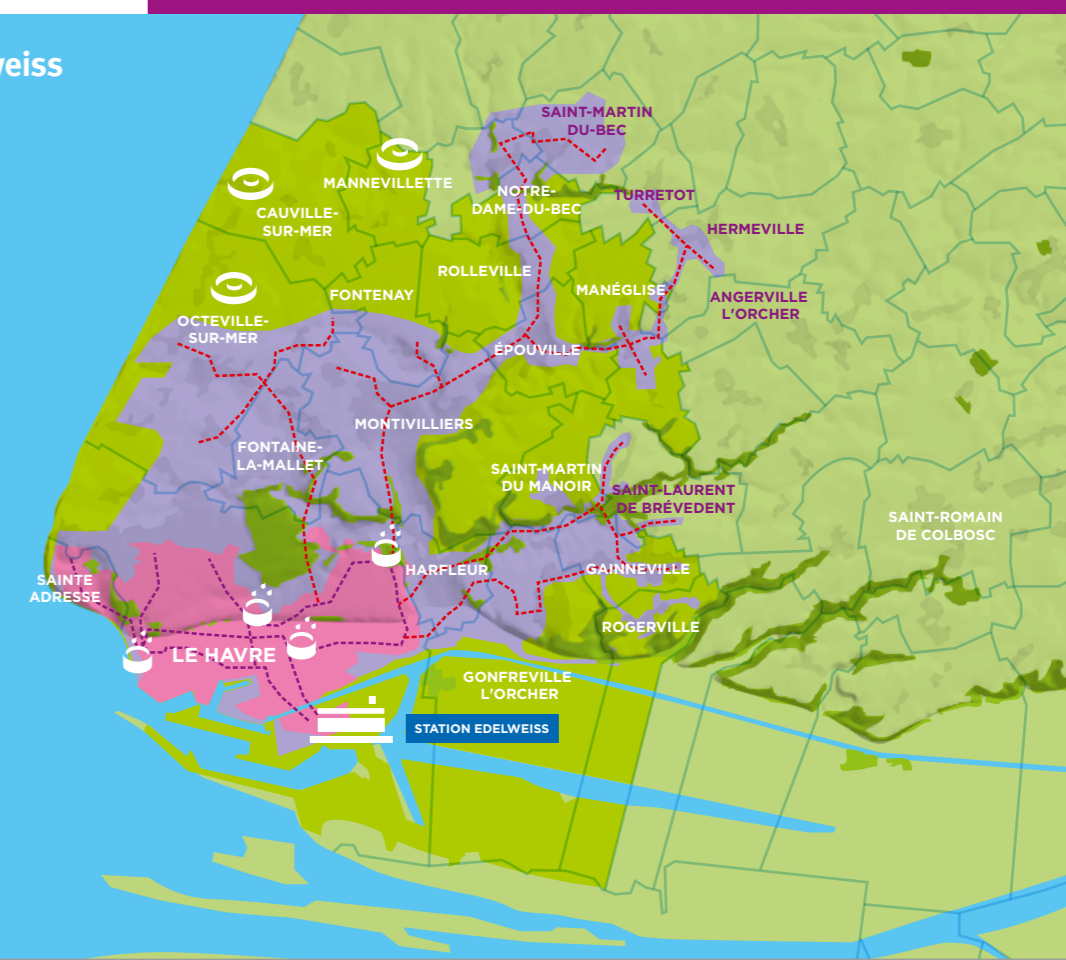 weiss
SAINT-MARTIN
DU-BEC
MANNEVILLETTE
NOTRE-
DAME-DU-BEC
TURRETOT
CAUVILLE-
SUR-MER
HERMEVILLE
ROLLEVILLE
FONTENAY
MANÉGLISE
ANGERVILLE
L'ORCHER
OCTEVILLE-
SUR-MER
ÉPOUVILLE
MONTIVILLIERS
FONTAINE-
LA-MALLET
SAINT-MARTIN
DU MANOIR
SAINT-LAURENT
DE BRÉVEDENT
SAINT-ROMAIN
DE COLBOSC
HARFLEUR
GAINNEVILLE
SAINTE
ADRESSE
ROGERVILLE
LE HAVRE
GONFREVILLE
L'ORCHER
STATION EDELWEISS